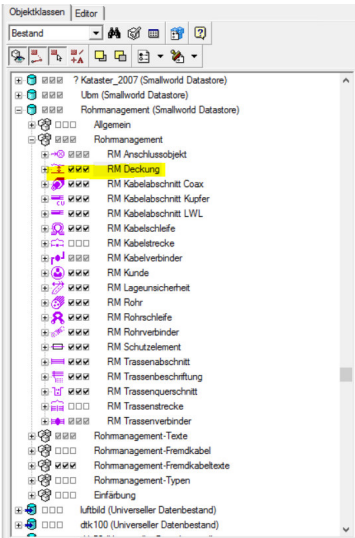 Objektklassen
Editor
Bestand
? Kataster_2007 (Smallworld Datastore)
Ubm (Smallworld Datastore)
Rohrmanagement (Smallworld Datastore)
Allgemein
Rohrmanagement
RM Anschlussobjekt
RM Deckung
RM Kabelabschnitt Coax
RM Kabelabschnitt Kupfer
RM Kabelabschnitt LWL
RM Kabelschleife
RM Kabelstrecke
RM Kabelverbinder
RM Kunde
RM Lageunsicherheit
RM Rohr
RM Rohrschleife
RM Rohrverbinder
RM Schutzelement
RM Trassenabschnitt
RM Trassenbeschriftung
RM Trassenquerschnitt
RM Trassenstrecke
RM Trassenverbinder
Rohrmanagement-Texte
Rohrmanagement-Fremdkabel
Rohrmanagement-Fremdkabeltexte
Rohrmanagement-Typen
Einfärbung
luftbild (Universeller Datenbestand)
dtk100 (Universeller Datenbestand)